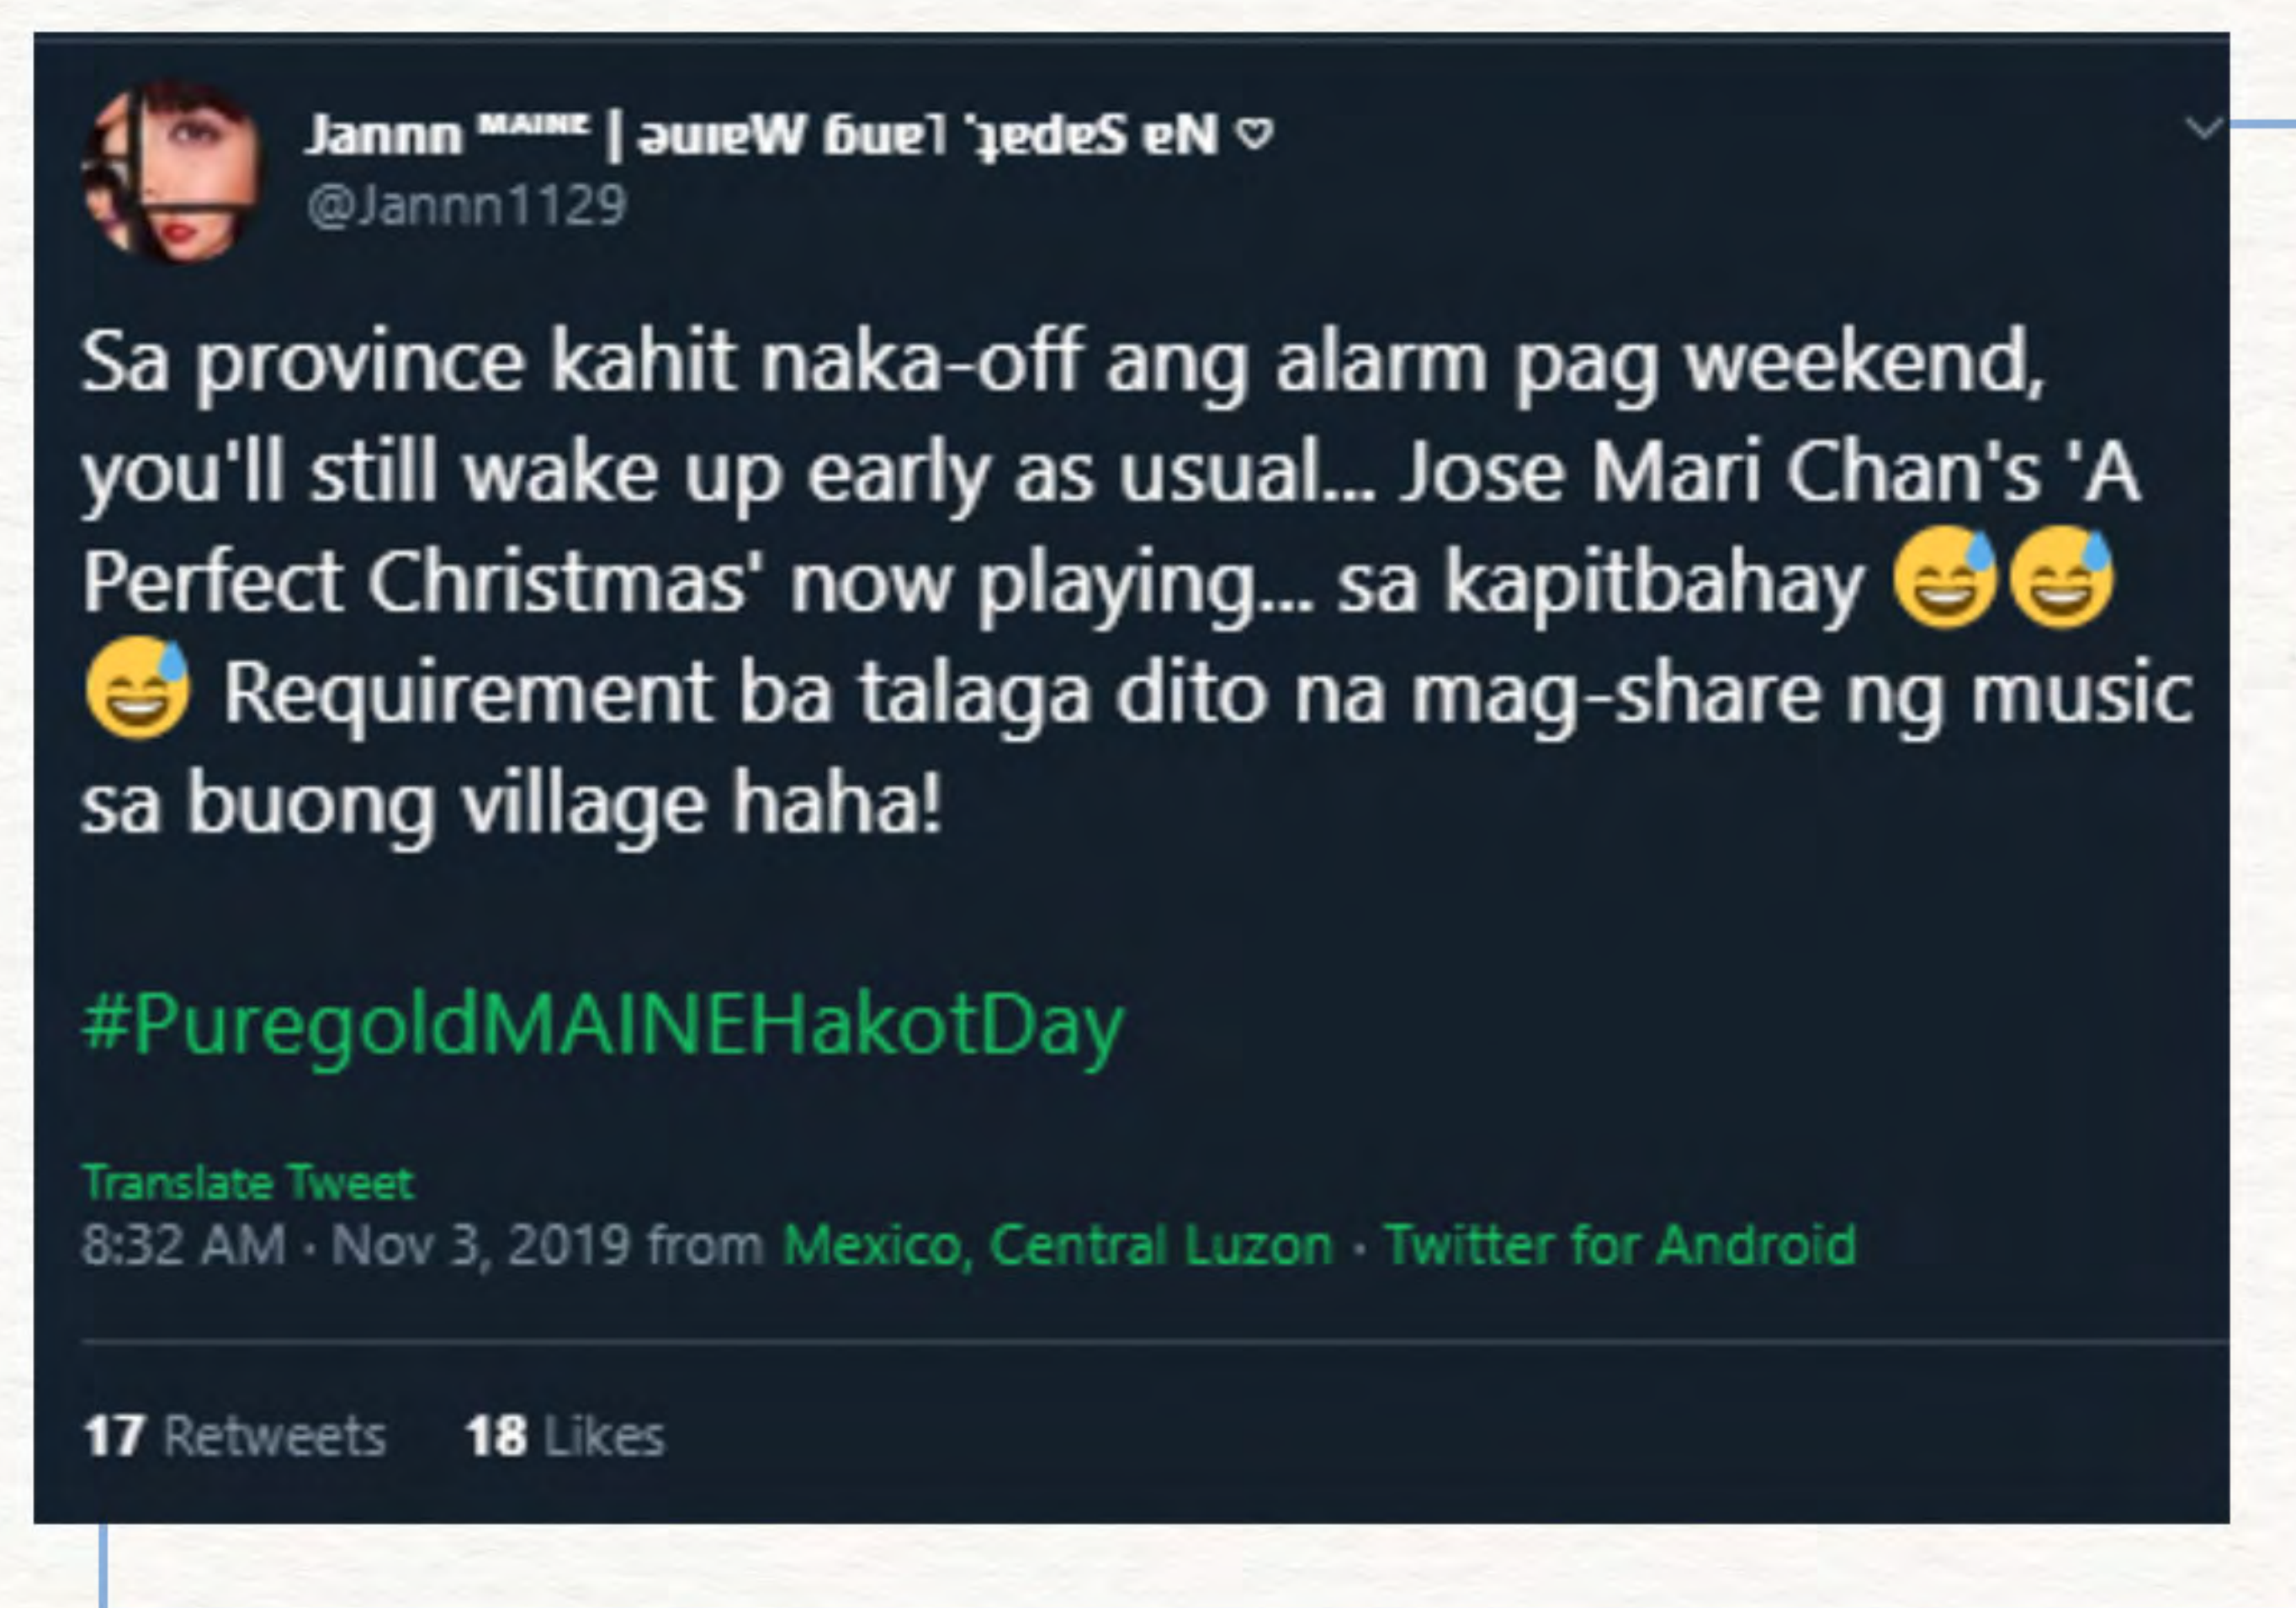 Jannn ᴹᴬᴵᴺᴱ | ǝuıɐW ƃuɐl ˙ʇɐdɐS ɐN ♡
@Jannn1129
Sa province kahit naka-off ang alarm pag weekend,
you'll still wake up early as usual... Jose Mari Chan's 'A
Perfect Christmas' now playing... sa kapitbahay 😅😅
😅 Requirement ba talaga dito na mag-share ng music
sa buong village haha!
#PuregoldMAINEHakotDay
Translate Tweet
8:32 AM · Nov 3, 2019 from Mexico, Central Luzon · Twitter for Android
17 Retweets 18 Likes